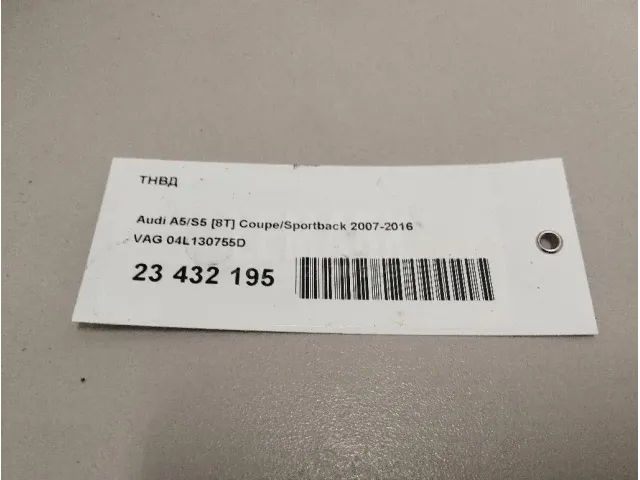 ТНВД
Audi A5/S5 [8T] Coupe/Sportback 2007-2016
VAG 04L130755D
23 432 195